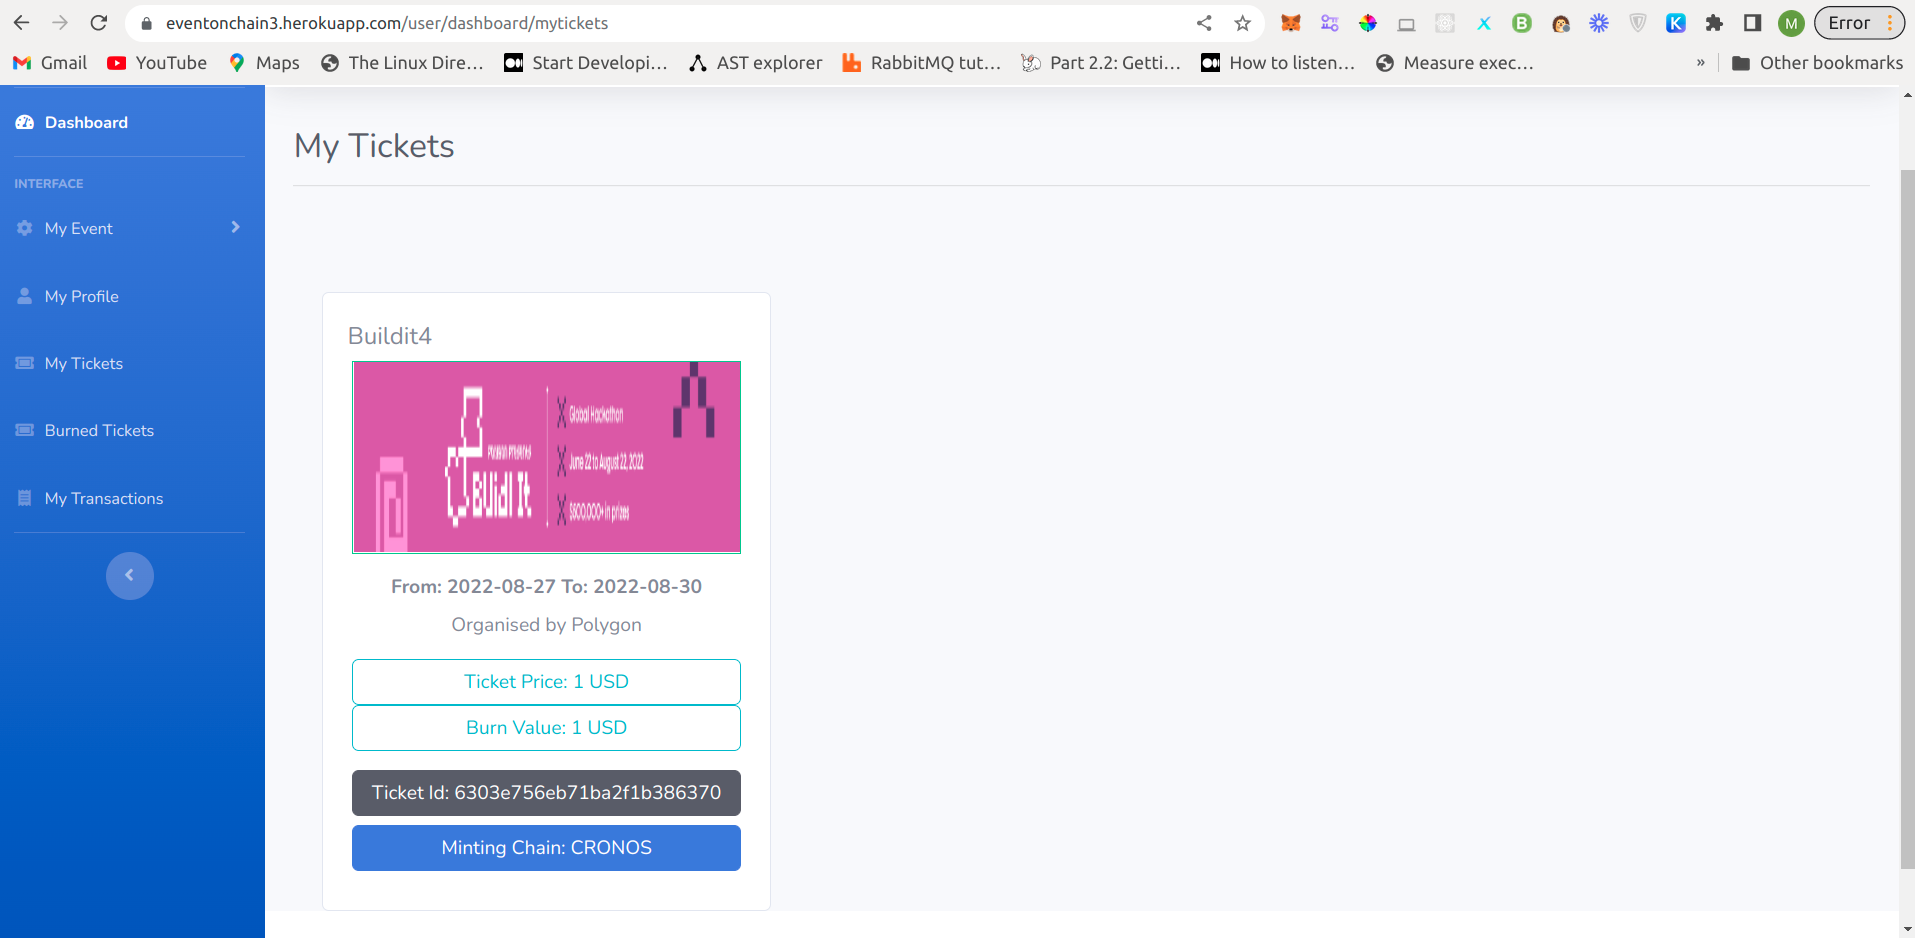 eventonchain3.herokuapp.com/user/dashboard/mytickets
M
Error
Gmail
YouTube
Maps
The Linux Dire...
Start Developi...
AST explorer
RabbitMQ tut...
Part 2.2: Getti...
How to listen...
Measure exec...
»
Other bookmarks
Dashboard
INTERFACE
My Event
My Profile
My Tickets
Burned Tickets
My Transactions
My Tickets
Buildit4
BUidl It
Global Hackathon
June 22 to August 22, 2022
$600,000+ in prizes
From: 2022-08-27 To: 2022-08-30
Organised by Polygon
Ticket Price: 1 USD
Burn Value: 1 USD
Ticket Id: 6303e756eb71ba2f1b386370
Minting Chain: CRONOS